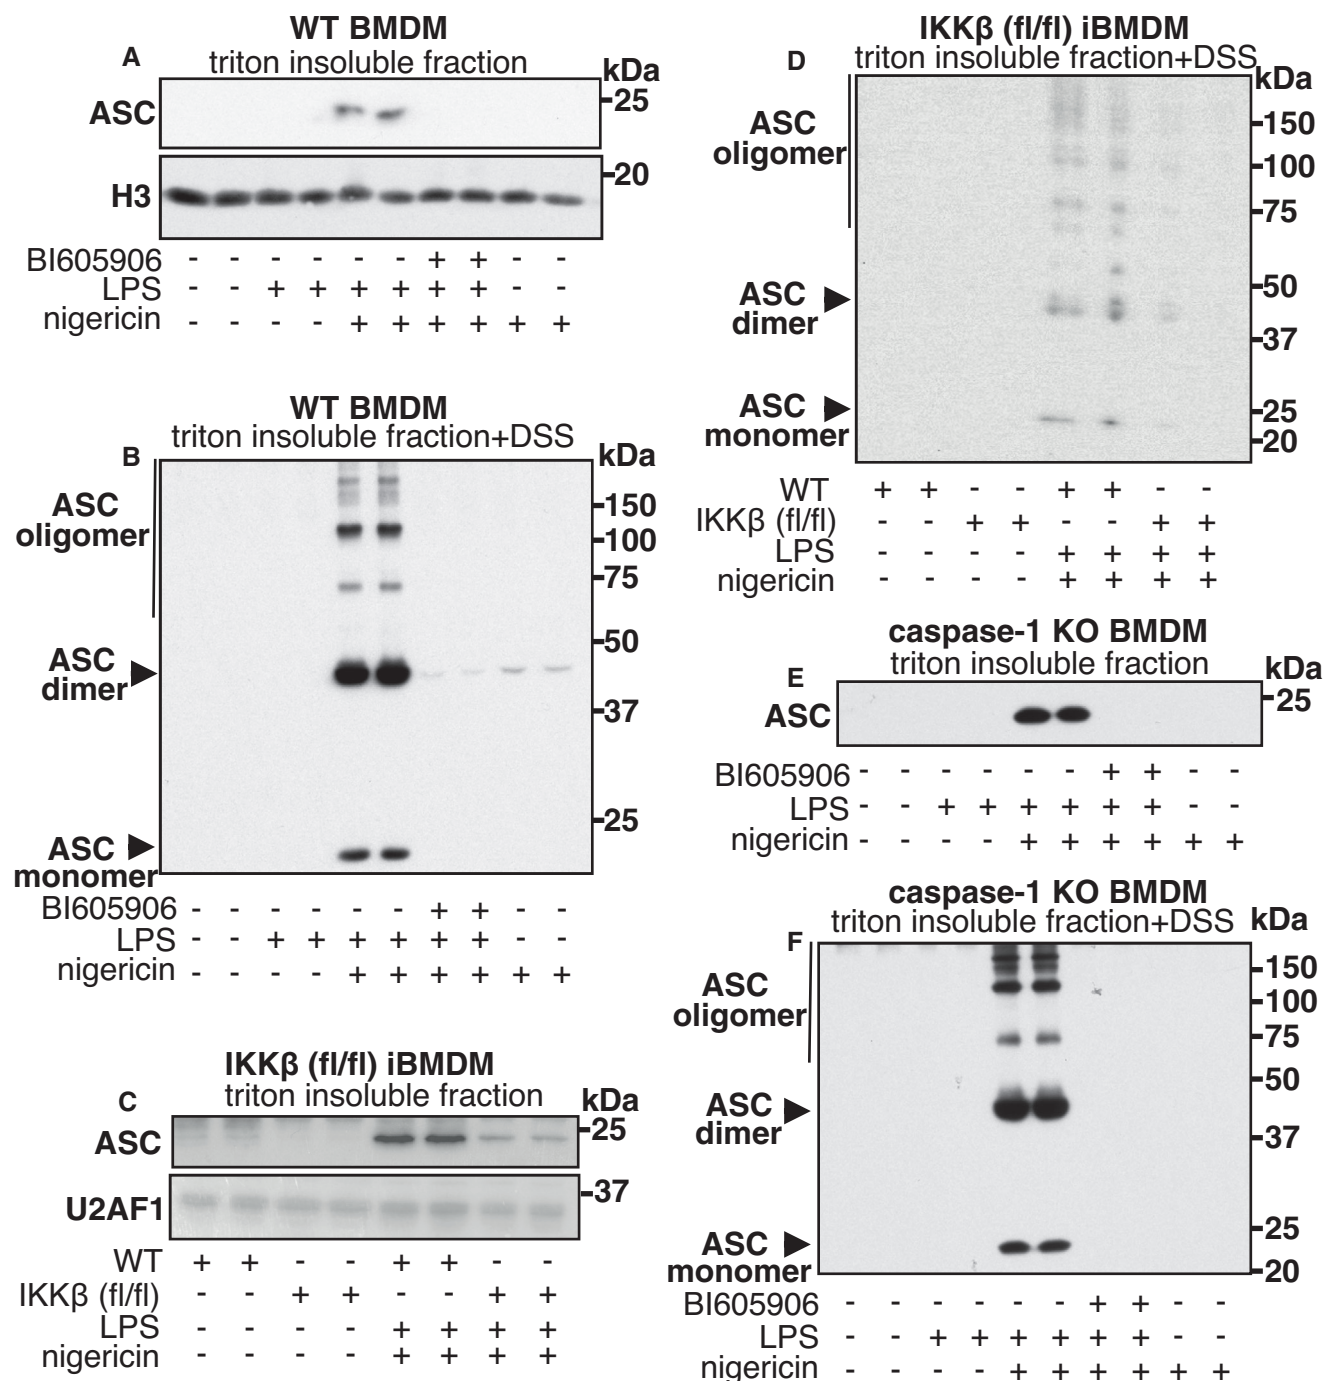 A
WT BMDM
triton insoluble fraction
kDa
ASC
25
H3
20
BI605906 - - - - - - + + - -
LPS - - + + + + + + - -
nigericin - - - - + + + + + +
B
WT BMDM
triton insoluble fraction+DSS
kDa
ASC
oligomer
150
100
75
50
ASC
dimer
37
25
ASC
monomer
BI605906 - - - - - - + + - -
LPS - - + + + + + + - -
nigericin - - - - + + + + + +
C
IKKβ (fl/fl) iBMDM
triton insoluble fraction
kDa
ASC
25
U2AF1
37
WT + + - - + + - -
IKKβ (fl/fl) - - + + - - + +
LPS - - - - + + + +
nigericin - - - - + + + +
D
IKKβ (fl/fl) iBMDM
triton insoluble fraction+DSS
kDa
ASC
oligomer
150
100
75
50
ASC
dimer
37
ASC
monomer
25
20
WT + + - - + + - -
IKKβ (fl/fl) - - + + - - + +
LPS - - - - + + + +
nigericin - - - - + + + +
E
caspase-1 KO BMDM
triton insoluble fraction
kDa
ASC
25
BI605906 - - - - - - + + - -
LPS - - + + + + + + - -
nigericin - - - - + + + + + +
F
caspase-1 KO BMDM
triton insoluble fraction+DSS
kDa
ASC
oligomer
150
100
75
50
ASC
dimer
37
25
ASC
monomer
20
BI605906 - - - - - - + + - -
LPS - - + + + + + + - -
nigericin - - - - + + + + + +